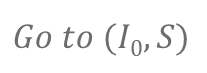 Go to (I₀, S)